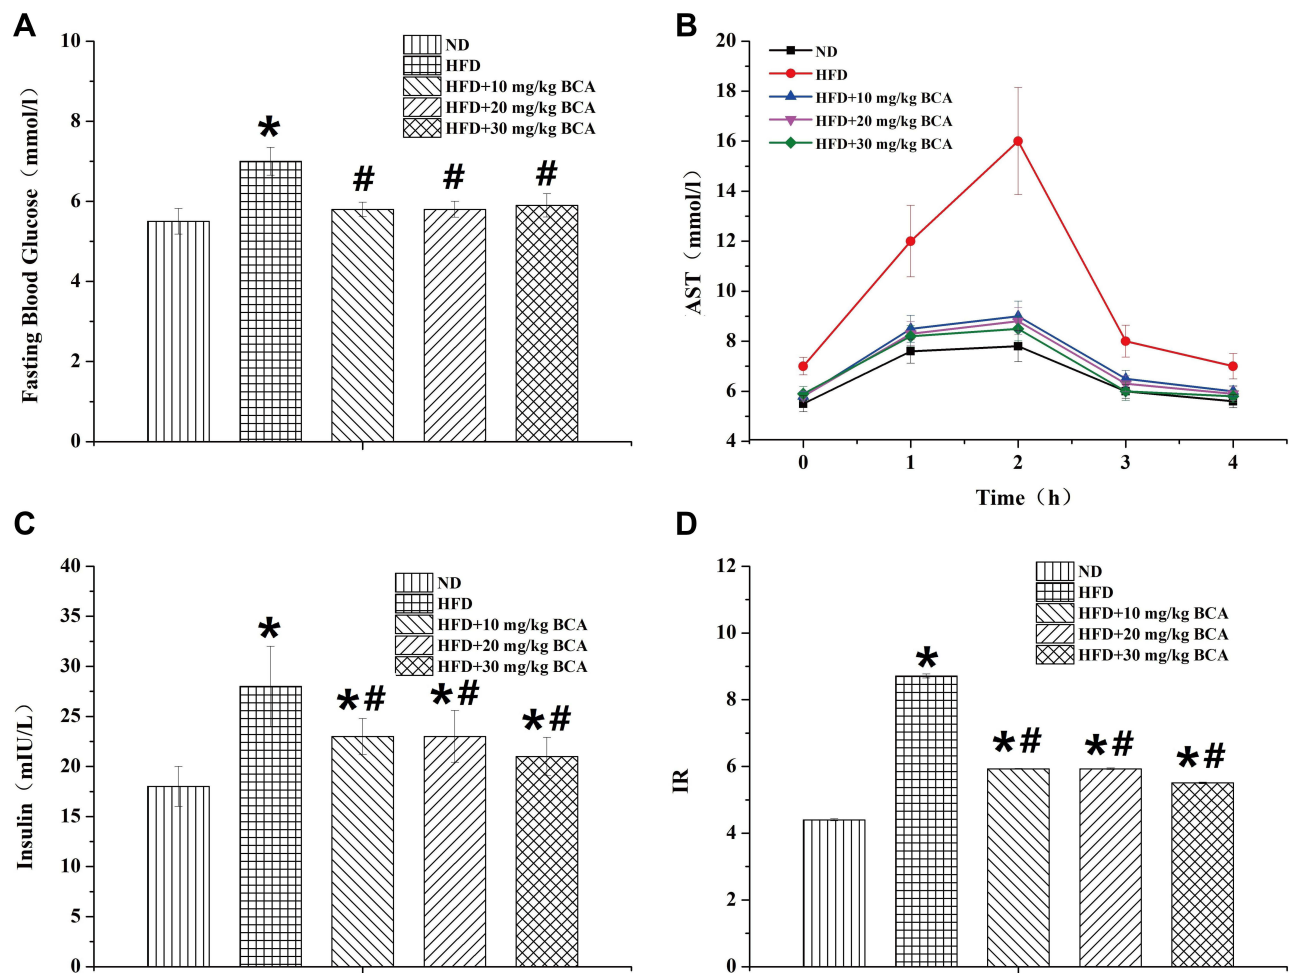 A
Fasting Blood Glucose（mmol/l）
10
8
6
4
2
0
ND
HFD
HFD+10 mg/kg BCA
HFD+20 mg/kg BCA
HFD+30 mg/kg BCA
*
#
#
#
B
AST（mmol/l）
20
18
16
14
12
10
8
6
4
ND
HFD
HFD+10 mg/kg BCA
HFD+20 mg/kg BCA
HFD+30 mg/kg BCA
0 1 2 3 4
Time（h）
C
Insulin（mIU/L）
40
35
30
25
20
15
10
5
0
ND
HFD
HFD+10 mg/kg BCA
HFD+20 mg/kg BCA
HFD+30 mg/kg BCA
*
*#
*#
*#
D
IR
12
10
8
6
4
2
0
ND
HFD
HFD+10 mg/kg BCA
HFD+20 mg/kg BCA
HFD+30 mg/kg BCA
*
*#
*#
*#